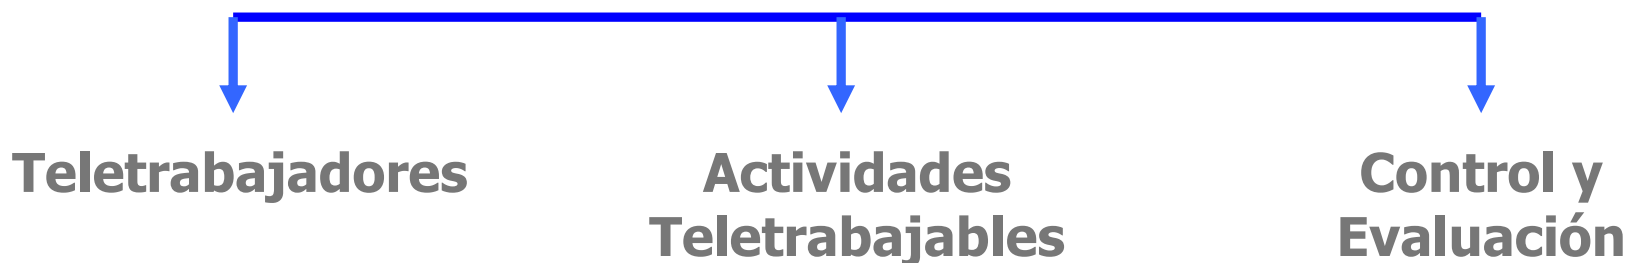 Teletrabajadores
Actividades
Teletrabajables
Control y
Evaluación